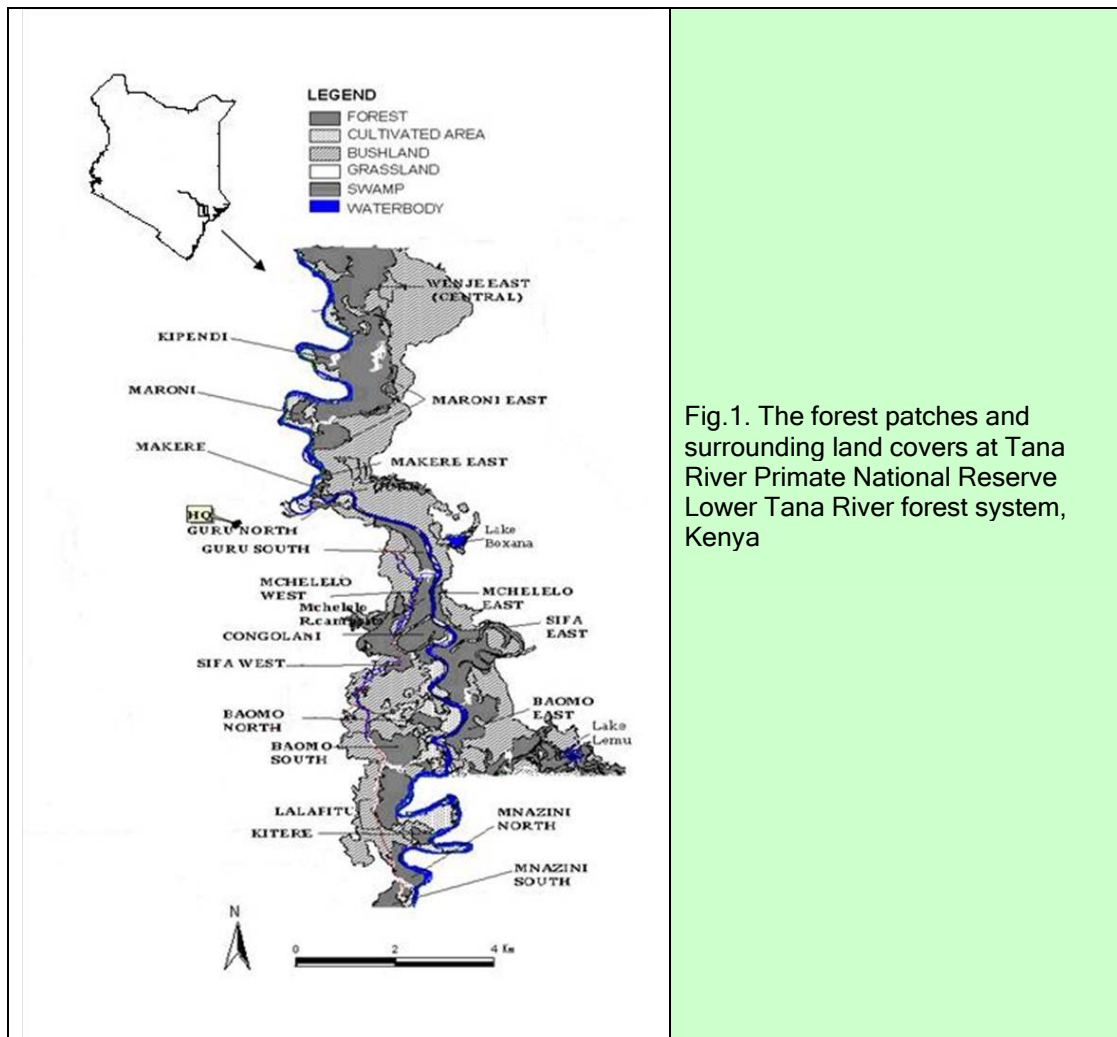 LEGEND
FOREST
CULTIVATED AREA
BUSHLAND
GRASSLAND
SWAMP
WATERBODY
WENJE EAST
(CENTRAL)
KIPENDI
MARONI
MARONI EAST
MAKERE
MAKERE EAST
HQ
GURU NORTH
GURU SOUTH
Lake
Boxana
MCHELELO
WEST
MCHELELO
EAST
Mchelelo
R.campsite
SIFA
EAST
CONGOLANI
SIFA WEST
BAOMO
NORTH
BAOMO
EAST
Lake
Lemu
BAOMO
SOUTH
LALAFITU
MNAZINI
NORTH
KITERE
MNAZINI
SOUTH
N
0 2 4 Km
Fig.1. The forest patches and
surrounding land covers at Tana
River Primate National Reserve
Lower Tana River forest system,
Kenya